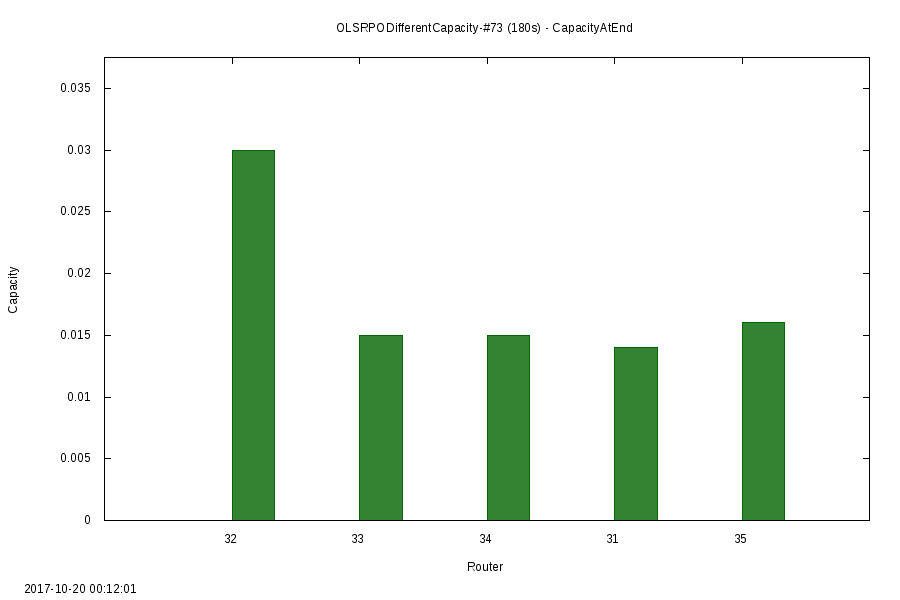 OLSRPODifferentCapacity-#73 (180s) - CapacityAtEnd
0.035
0.03
0.025
0.02
0.015
0.01
0.005
0
Capacity
32 33 34 31 35
Router
2017-10-20 00:12:01